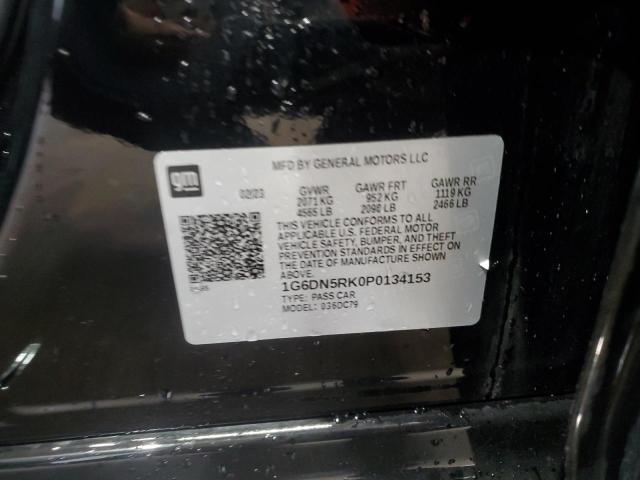 gm
MFD BY GENERAL MOTORS LLC
02/23
GVWR GAWR FRT GAWR RR
2071 KG 952 KG 1119 KG
4565 LB 2098 LB 2466 LB
THIS VEHICLE CONFORMS TO ALL
APPLICABLE U.S. FEDERAL MOTOR
VEHICLE SAFETY, BUMPER, AND THEFT
PREVENTION STANDARDS IN EFFECT ON
THE DATE OF MANUFACTURE SHOWN
ABOVE.
1G6DN5RK0P0134153
TYPE: PASS CAR
MODEL: 036DC79